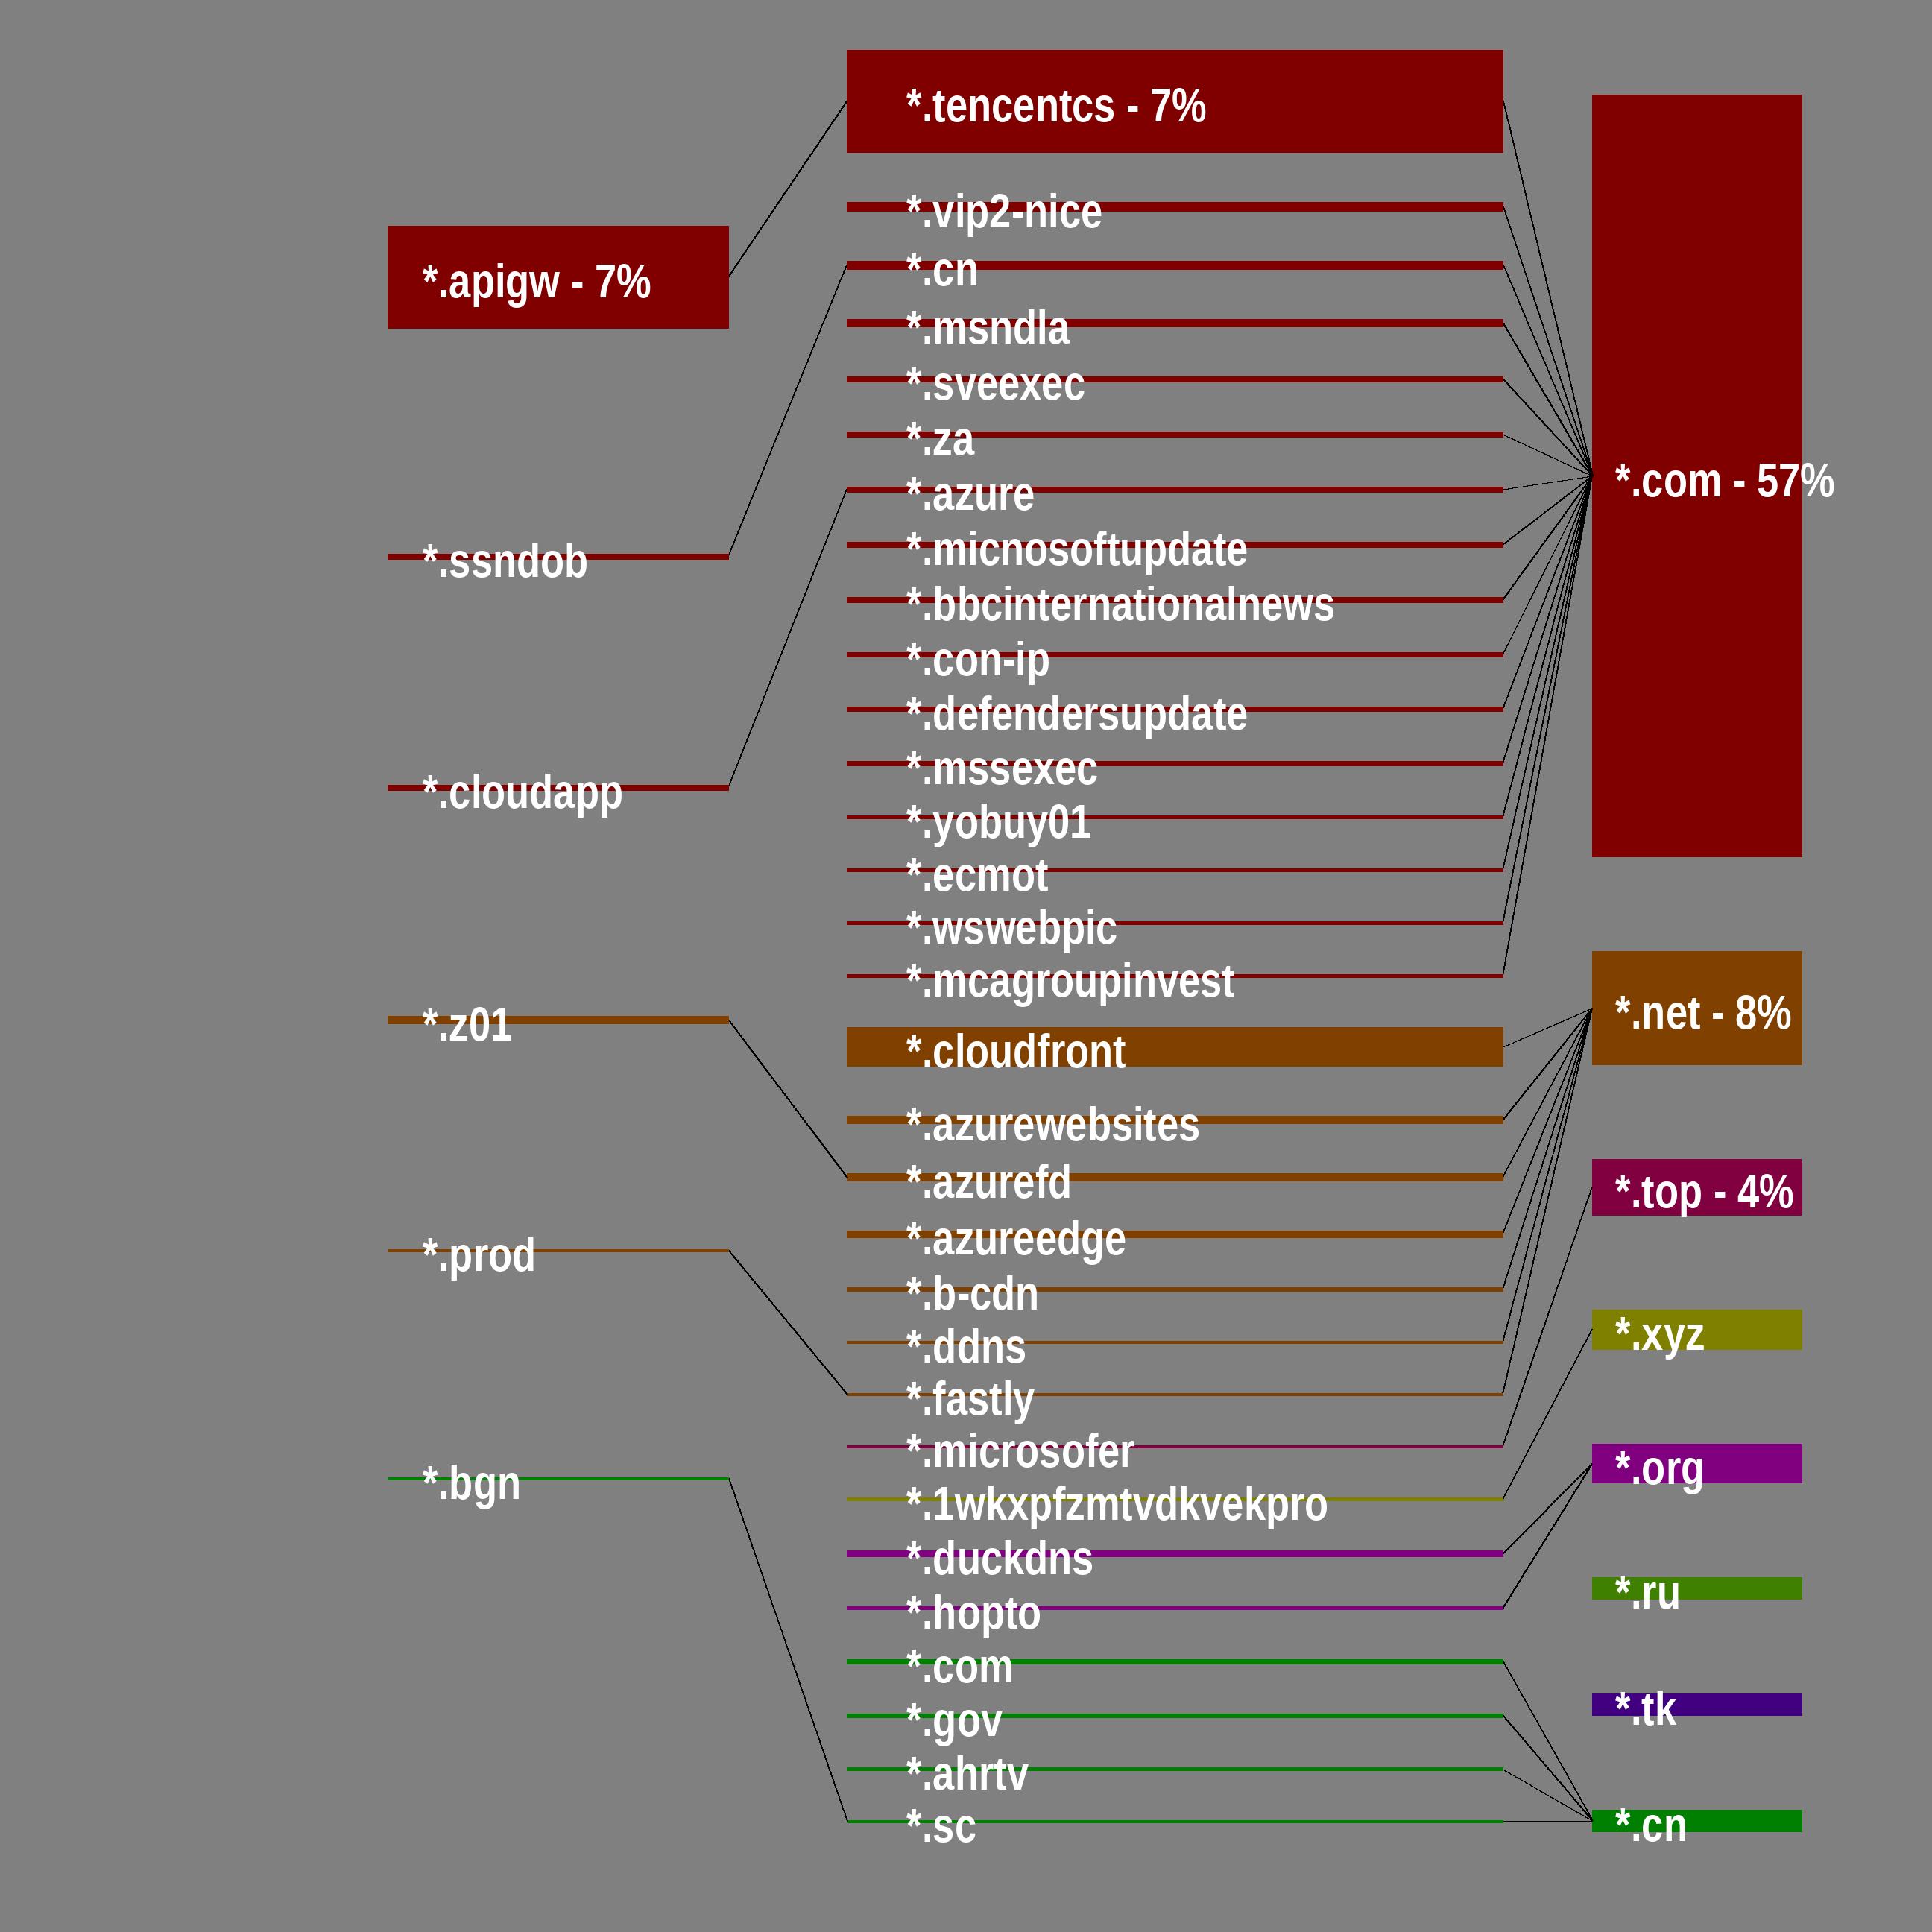 *.apigw - 7%
*.ssndob
*.cloudapp
*.z01
*.prod
*.bgn
*.tencentcs - 7%
*.vip2-nice
*.cn
*.msndla
*.sveexec
*.za
*.azure
*.micnosoftupdate
*.bbcinternationalnews
*.con-ip
*.defendersupdate
*.mssexec
*.yobuy01
*.ecmot
*.wswebpic
*.mcagroupinvest
*.cloudfront
*.azurewebsites
*.azurefd
*.azureedge
*.b-cdn
*.ddns
*.fastly
*.microsofer
*.1wkxpfzmtvdkvekpro
*.duckdns
*.hopto
*.com
*.gov
*.ahrtv
*.sc
*.com - 57%
*.net - 8%
*.top - 4%
*.xyz
*.org
*.ru
*.tk
*.cn